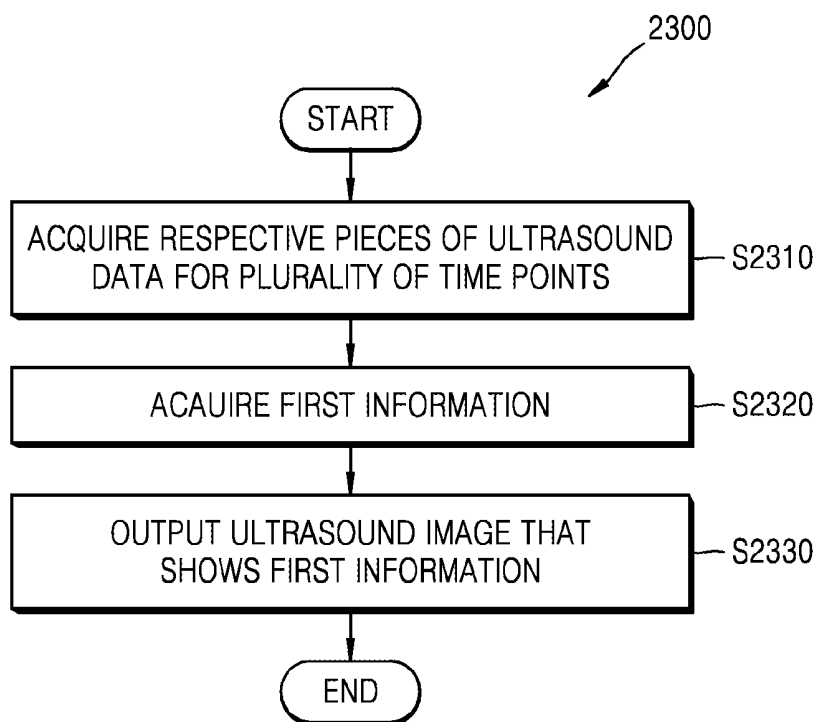 2300
START
ACQUIRE RESPECTIVE PIECES OF ULTRASOUND
DATA FOR PLURALITY OF TIME POINTS
S2310
ACAUIRE FIRST INFORMATION
S2320
OUTPUT ULTRASOUND IMAGE THAT
SHOWS FIRST INFORMATION
S2330
END